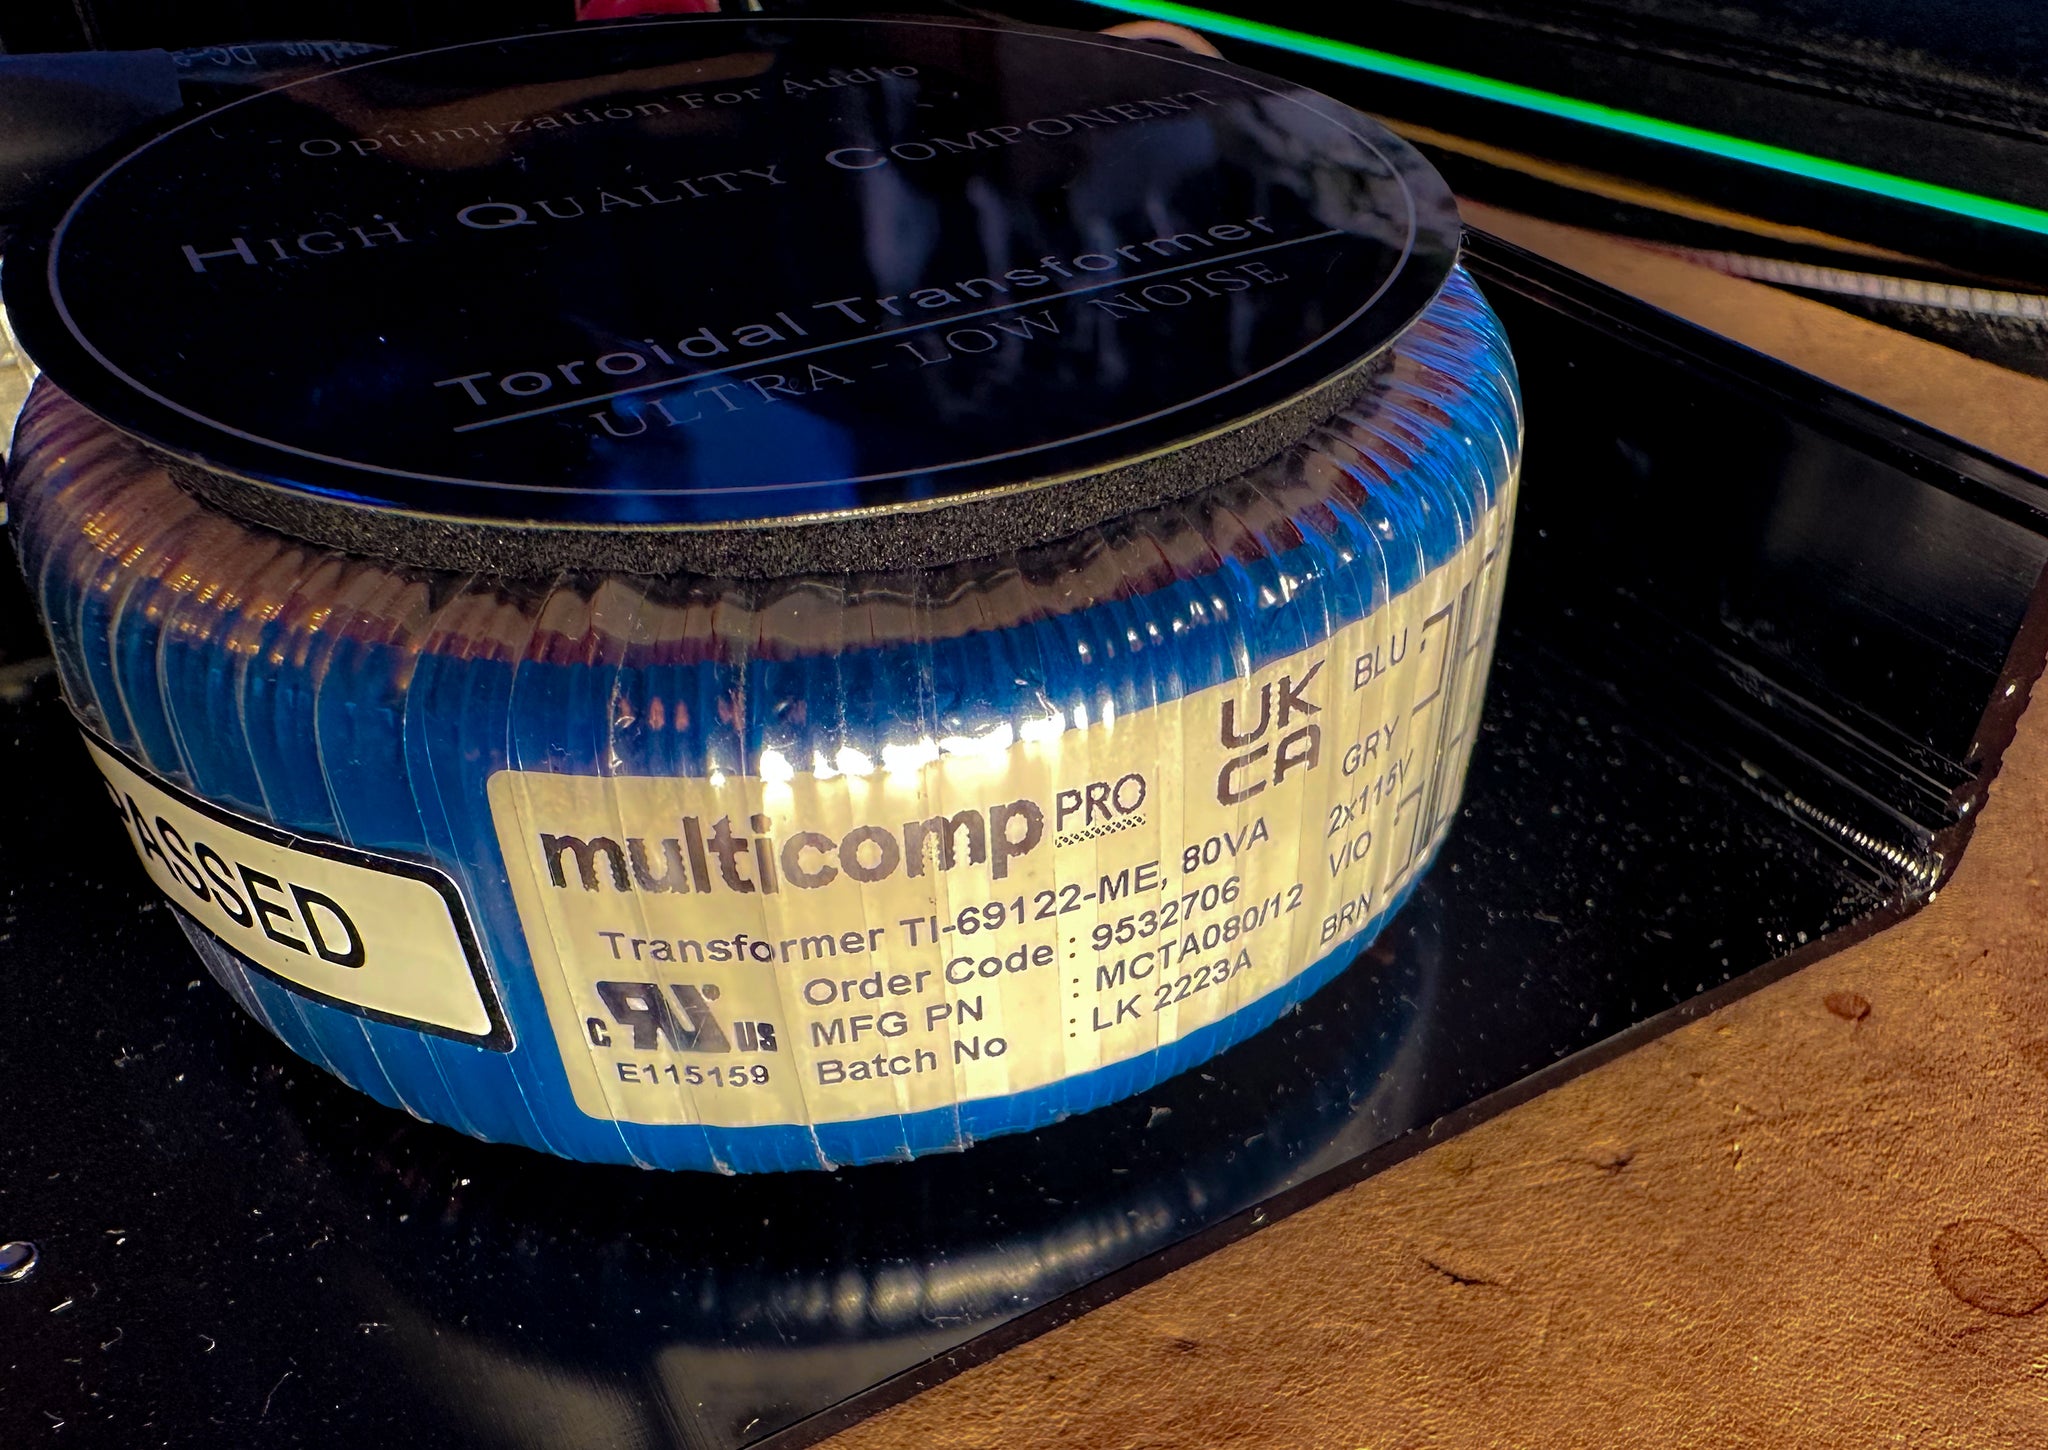 Optimization For Audio
HIGH QUALITY COMPONENT
Toroidal Transformer
ULTRA - LOW NOISE
PASSED
multicomp PRO
UK
CA
Transformer TI-69122-ME, 80VA
Order Code : 9532706
MFG PN : MCTA080/12
Batch No : LK 2223A
c RU us
E115159
BLU
GRY
2x115V
VIO
BRN